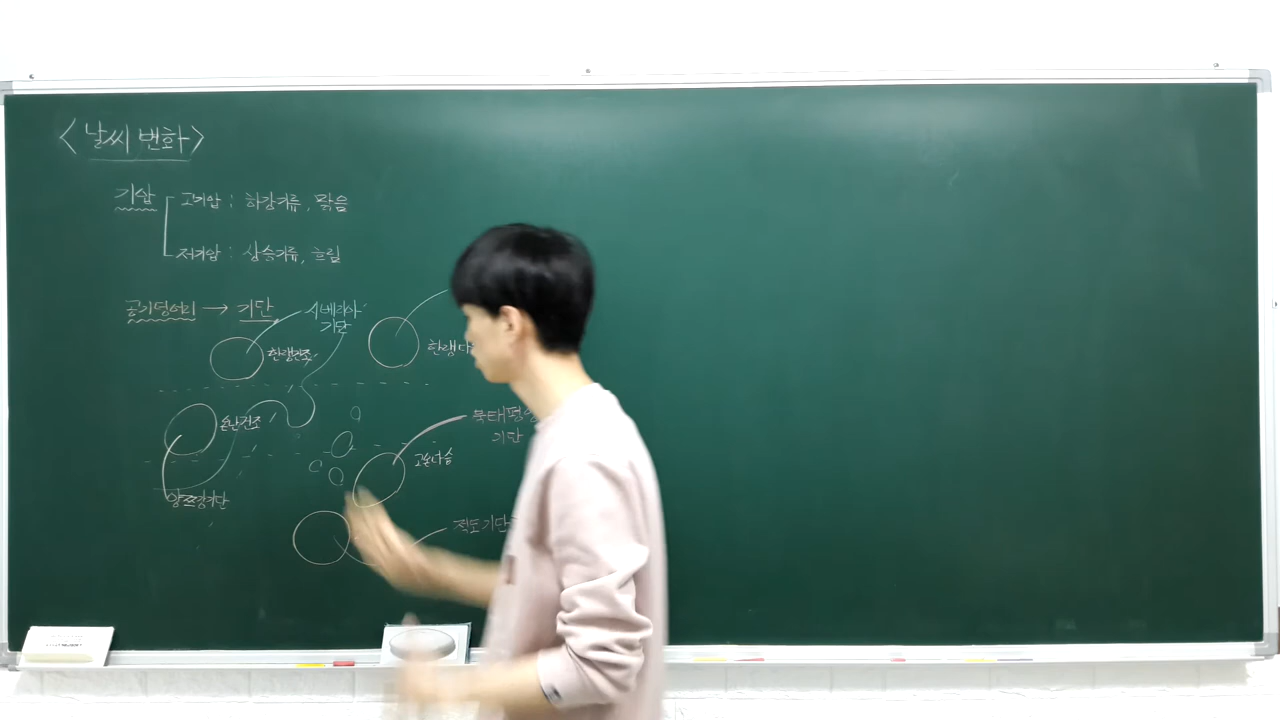 <날씨 변화>
기압
고기압 : 하강기류, 맑음
저기압 : 상승기류, 흐림
공기덩어리 → 기단
시베리아
기단
한랭건조
한랭다
온난건조
북태평양
기단
고온다습
양쯔강기단
적도기단